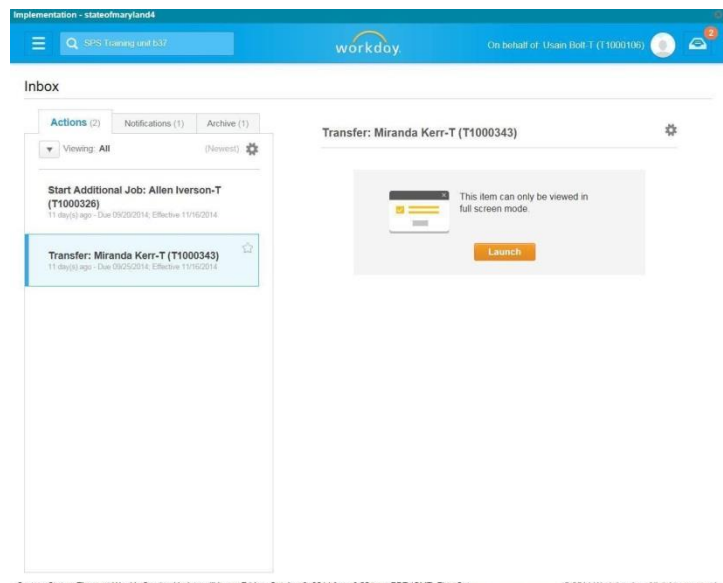 Implementation - stateofmaryland4
SPS Training unit b37
workday.
On behalf of: Usain Bolt-T (T1000106)
2
Inbox
Actions (2)
Notifications (1)
Archive (1)
Viewing: All
(Newest)
Start Additional Job: Allen Iverson-T
(T1000326)
11 day(s) ago - Due 09/20/2014; Effective 11/16/2014
Transfer: Miranda Kerr-T (T1000343)
11 day(s) ago - Due 09/25/2014; Effective 11/16/2014
Transfer: Miranda Kerr-T (T1000343)
This item can only be viewed in
full screen mode.
Launch